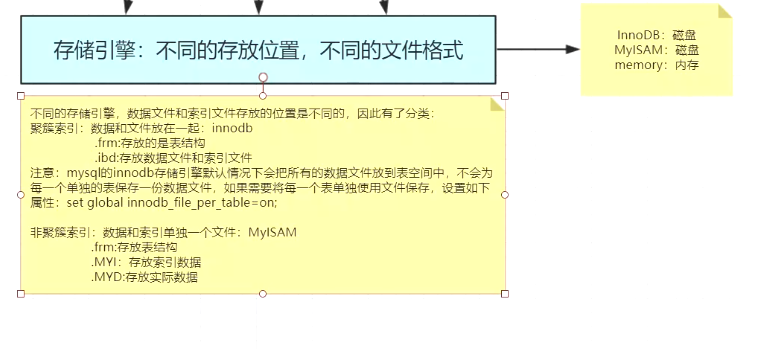 存储引擎：不同的存放位置，不同的文件格式
InnoDB：磁盘
MyISAM：磁盘
memory：内存
不同的存储引擎，数据文件和索引文件存放的位置是不同的，因此有了分类：
聚簇索引：数据和文件放在一起：innodb
.frm:存放的是表结构
.ibd:存放数据文件和索引文件
注意：mysql的innodb存储引擎默认情况下会把所有的数据文件放到表空间中，不会为
每一个单独的表保存一份数据文件，如果需要将每一个表单独使用文件保存，设置如下
属性：set global innodb_file_per_table=on;
非聚簇索引：数据和索引单独一个文件：MyISAM
.frm:存放表结构
.MYI：存放索引数据
.MYD:存放实际数据